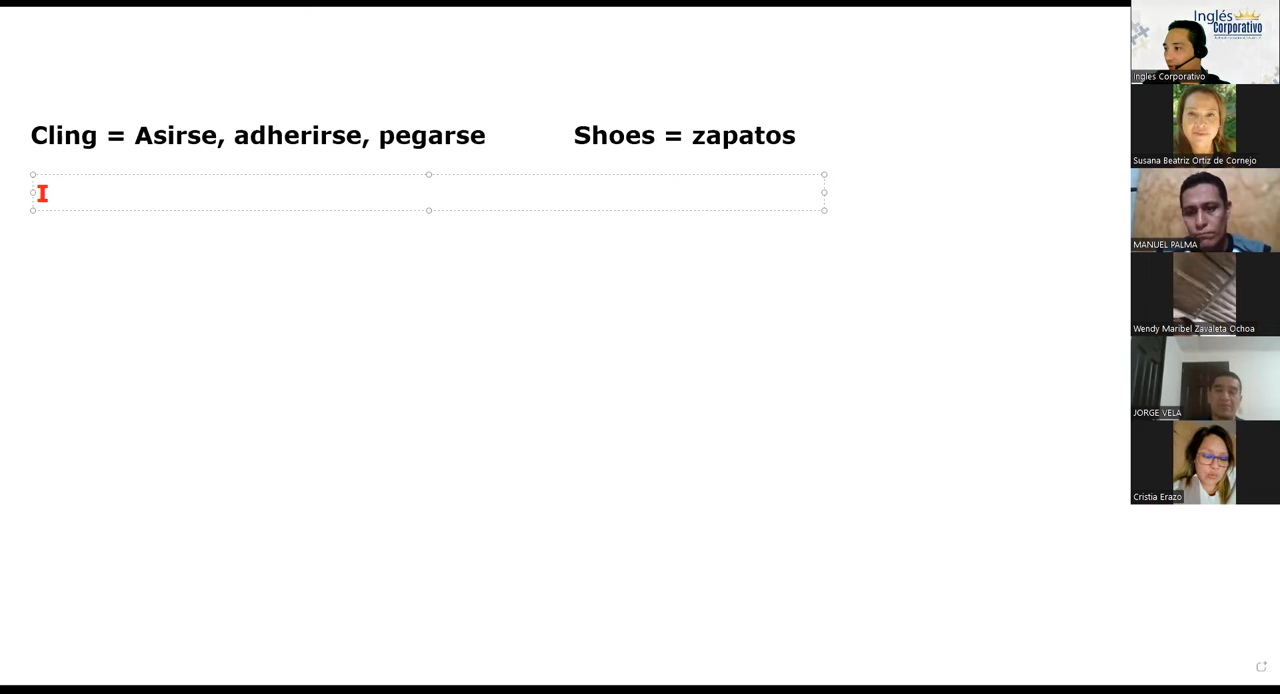 Cling = Asirse, adherirse, pegarse
Shoes = zapatos
I
Inglés
Corporativo
Ingles Corporativo
Susana Beatriz Ortiz de Cornejo
MANUEL PALMA
Wendy Maribel Zavaleta Ochoa
JORGE VELA
Cristia Erazo